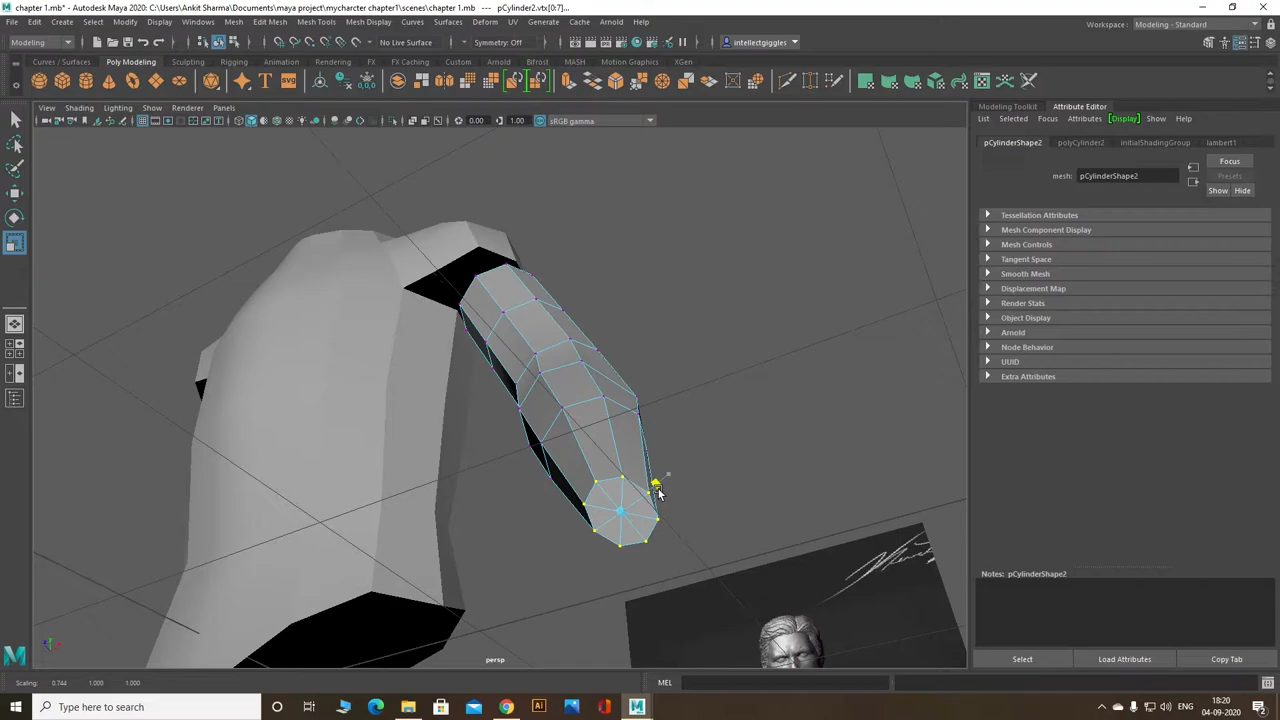 chapter 1.mb* - Autodesk Maya 2020: D:\maya project\mycharcter chapter1\scenes\chapter 1.mb --- pCylinder2.vtx[0:7]...
File Edit Create Select Modify Display Windows Mesh Edit Mesh Mesh Tools Mesh Display Curves Surfaces Deform UV Generate Cache Arnold Help
Workspace : Modeling - Standard
Modeling No Live Surface Symmetry: Off intellectgiggles
Curves / Surfaces Poly Modeling Sculpting Rigging Animation Rendering FX FX Caching Custom Arnold Bifrost MASH Motion Graphics XGen
SVG
View Shading Lighting Show Renderer Panels
0.00 1.00 sRGB gamma
Modeling Toolkit Attribute Editor
List Selected Focus Attributes Display Show Help
pCylinderShape2 polyCylinder2 initialShadingGroup lambert1
Focus
mesh: pCylinderShape2 Presets
Show Hide
Tessellation Attributes
Mesh Component Display
Mesh Controls
Tangent Space
Smooth Mesh
Displacement Map
Render Stats
Object Display
Arnold
Node Behavior
UUID
Extra Attributes
Notes: pCylinderShape2
persp
Select Load Attributes Copy Tab
Scaling: 0.744 1.000 1.000 MEL
Type here to search
ENG
18:20
04-09-2020